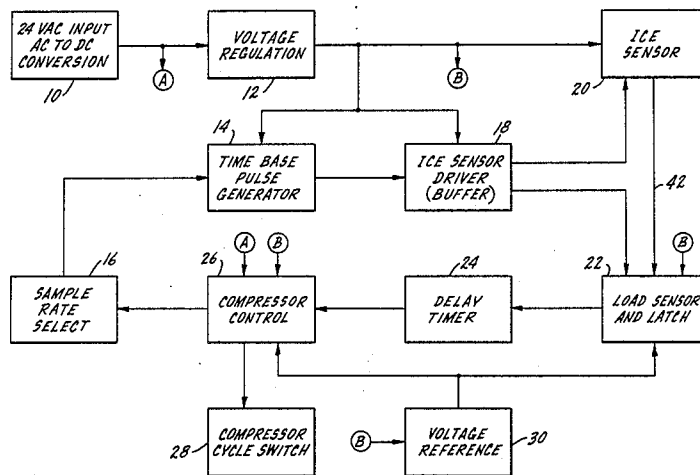 24 VAC INPUT
AC TO DC
CONVERSION
10
A
VOLTAGE
REGULATION
12
B
ICE
SENSOR
20
14
TIME BASE
PULSE
GENERATOR
18
ICE SENSOR
DRIVER
(BUFFER)
42
16
SAMPLE
RATE
SELECT
A
B
26
COMPRESSOR
CONTROL
24
DELAY
TIMER
B
22
LOAD SENSOR
AND LATCH
28
COMPRESSOR
CYCLE SWITCH
B
VOLTAGE
REFERENCE
30